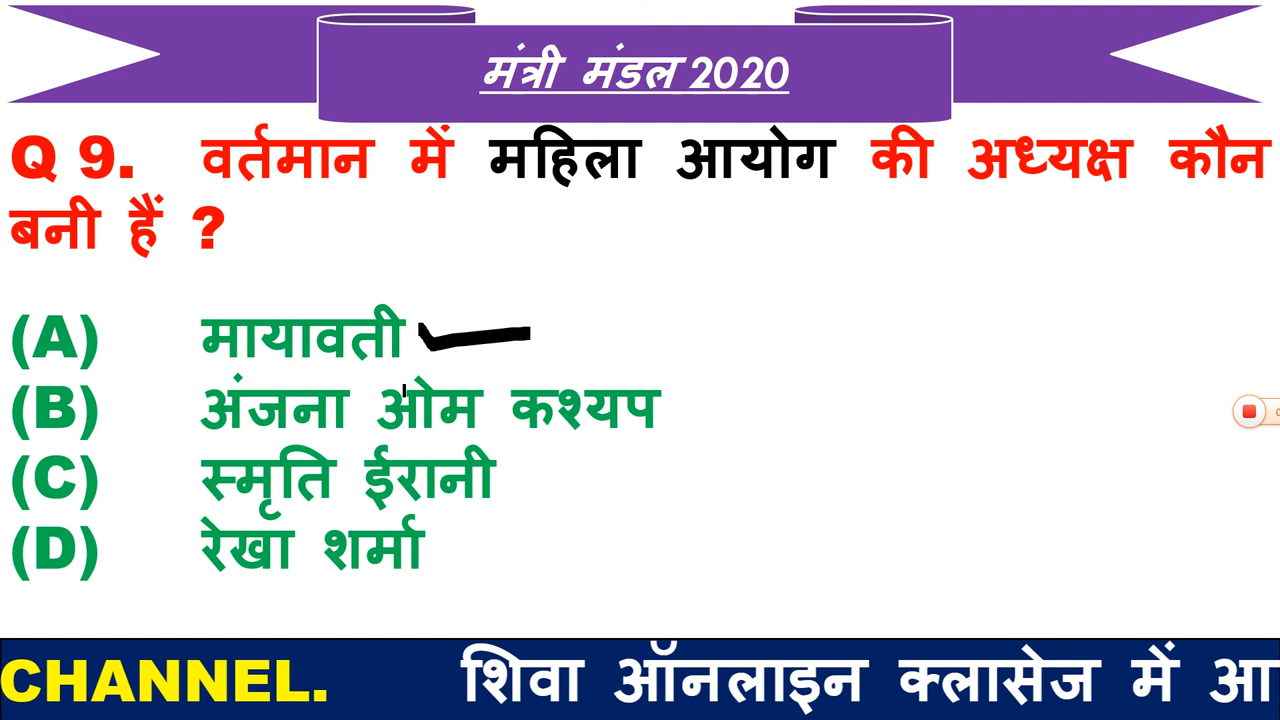 मंत्री मंडल 2020
Q 9. वर्तमान में महिला आयोग की अध्यक्ष कौन
बनी हैं ?
(A) मायावती
(B) अंजना ओम कश्यप
(C) स्मृति ईरानी
(D) रेखा शर्मा
CHANNEL. शिवा ऑनलाइन क्लासेज में आ